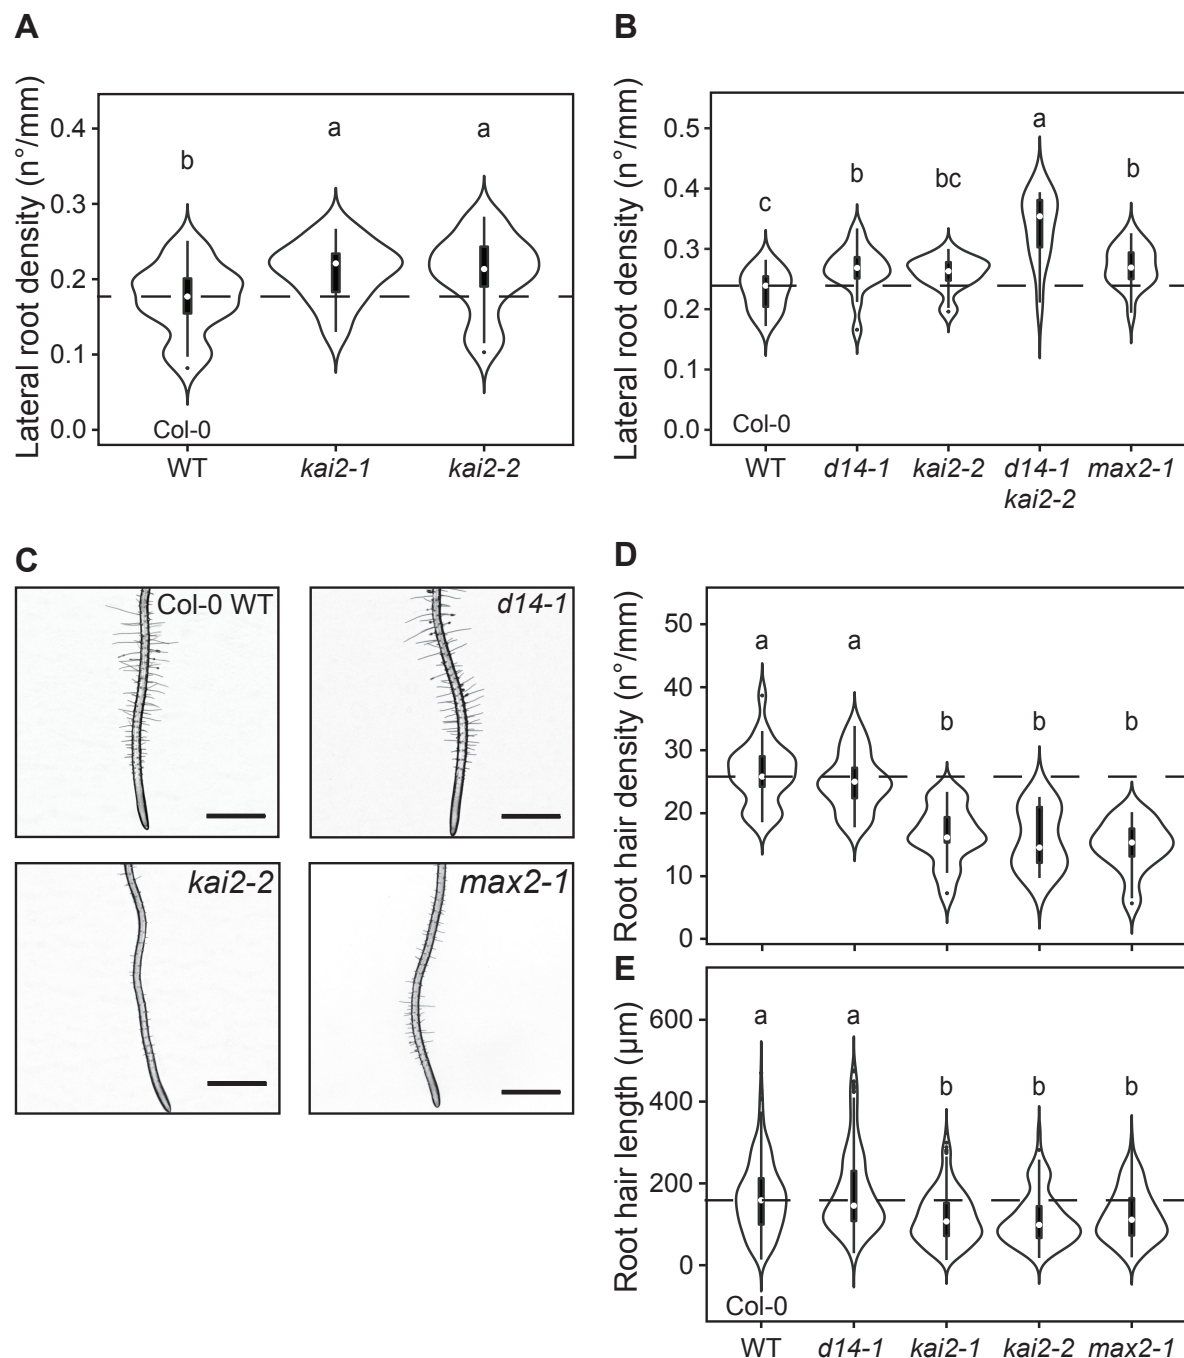 A
Lateral root density (n°/mm)
0.4
0.3
0.2
0.1
0.0
b
a
a
Col-0
WT
kai2-1
kai2-2
B
Lateral root density (n°/mm)
0.5
0.4
0.3
0.2
0.1
0.0
c
b
bc
a
b
Col-0
WT
d14-1
kai2-2
d14-1
kai2-2
max2-1
C
Col-0 WT
d14-1
kai2-2
max2-1
D
Root hair density (n°/mm)
50
40
30
20
10
0
a
a
b
b
b
E
Root hair length (µm)
600
400
200
0
a
a
b
b
b
Col-0
WT
d14-1
kai2-1
kai2-2
max2-1